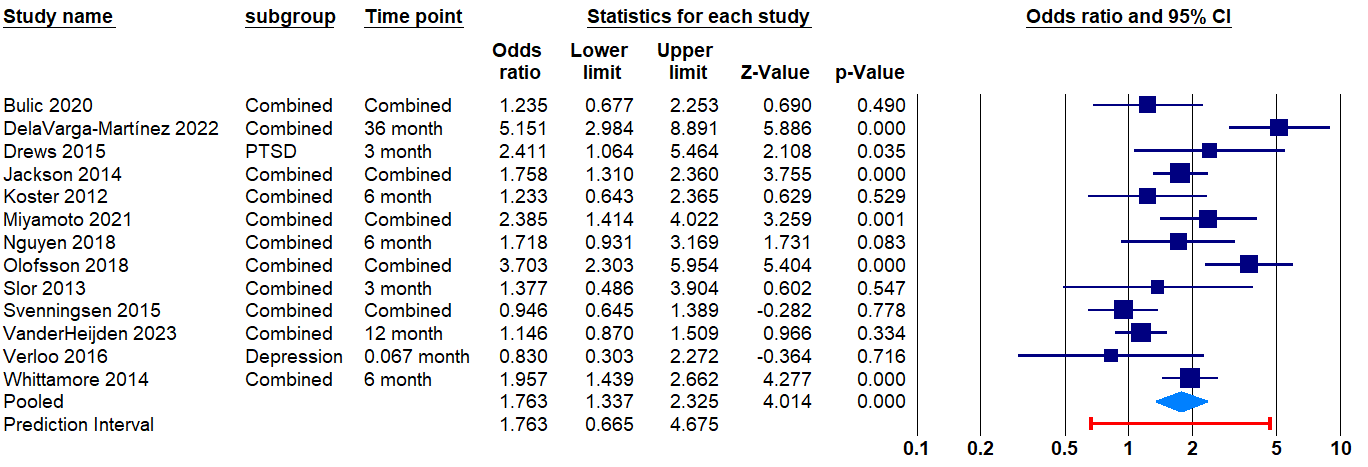 Study name subgroup Time point Statistics for each study Odds ratio and 95% CI
Odds Lower Upper
ratio limit limit Z-Value p-Value
Bulic 2020 Combined Combined 1.235 0.677 2.253 0.690 0.490
DelaVarga-Martínez 2022 Combined 36 month 5.151 2.984 8.891 5.886 0.000
Drews 2015 PTSD 3 month 2.411 1.064 5.464 2.108 0.035
Jackson 2014 Combined Combined 1.758 1.310 2.360 3.755 0.000
Koster 2012 Combined 6 month 1.233 0.643 2.365 0.629 0.529
Miyamoto 2021 Combined Combined 2.385 1.414 4.022 3.259 0.001
Nguyen 2018 Combined 6 month 1.718 0.931 3.169 1.731 0.083
Olofsson 2018 Combined Combined 3.703 2.303 5.954 5.404 0.000
Slor 2013 Combined 3 month 1.377 0.486 3.904 0.602 0.547
Svenningsen 2015 Combined Combined 0.946 0.645 1.389 -0.282 0.778
VanderHeijden 2023 Combined 12 month 1.146 0.870 1.509 0.966 0.334
Verloo 2016 Depression 0.067 month 0.830 0.303 2.272 -0.364 0.716
Whittamore 2014 Combined 6 month 1.957 1.439 2.662 4.277 0.000
Pooled 1.763 1.337 2.325 4.014 0.000
Prediction Interval 1.763 0.665 4.675
0.1 0.2 0.5 1 2 5 10